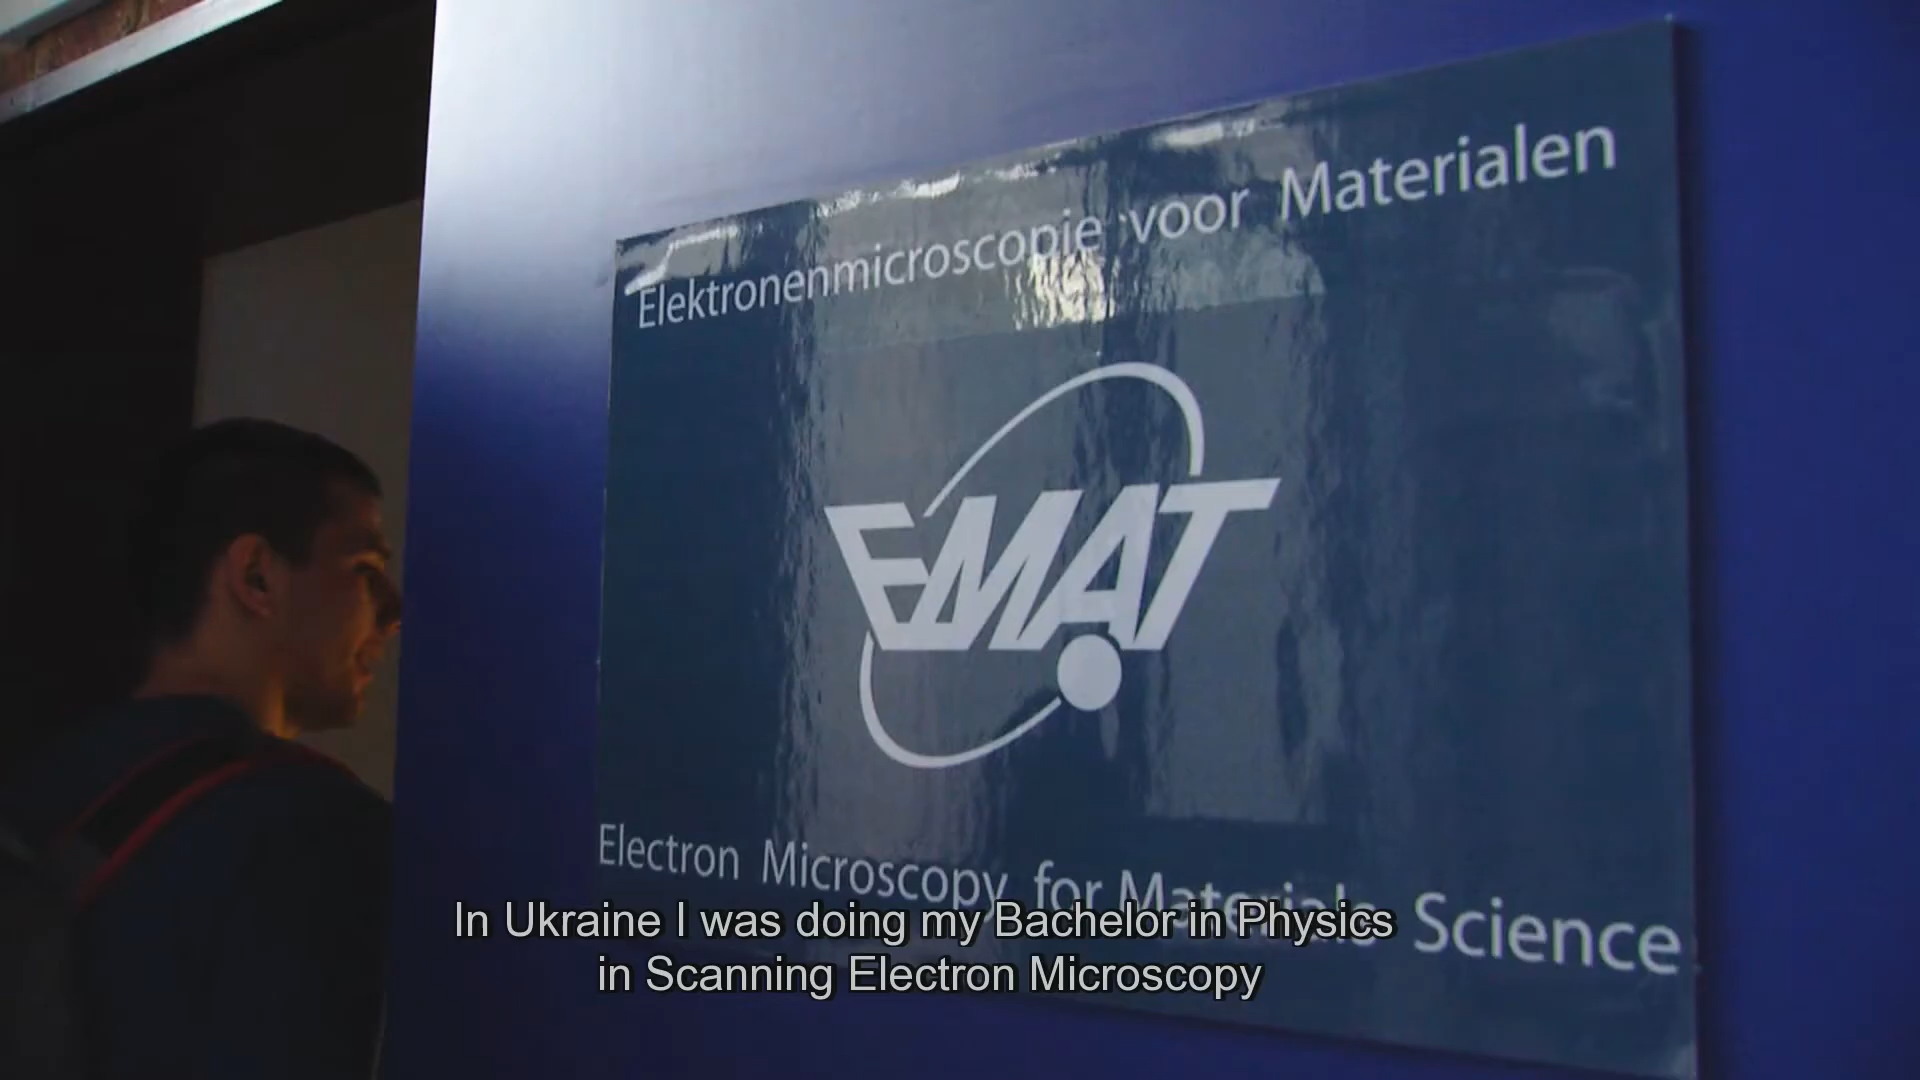 Elektronenmicroscopie voor Materialen
EMAT
Electron Microscopy for Materials Science
In Ukraine I was doing my Bachelor in Physics
in Scanning Electron Microscopy